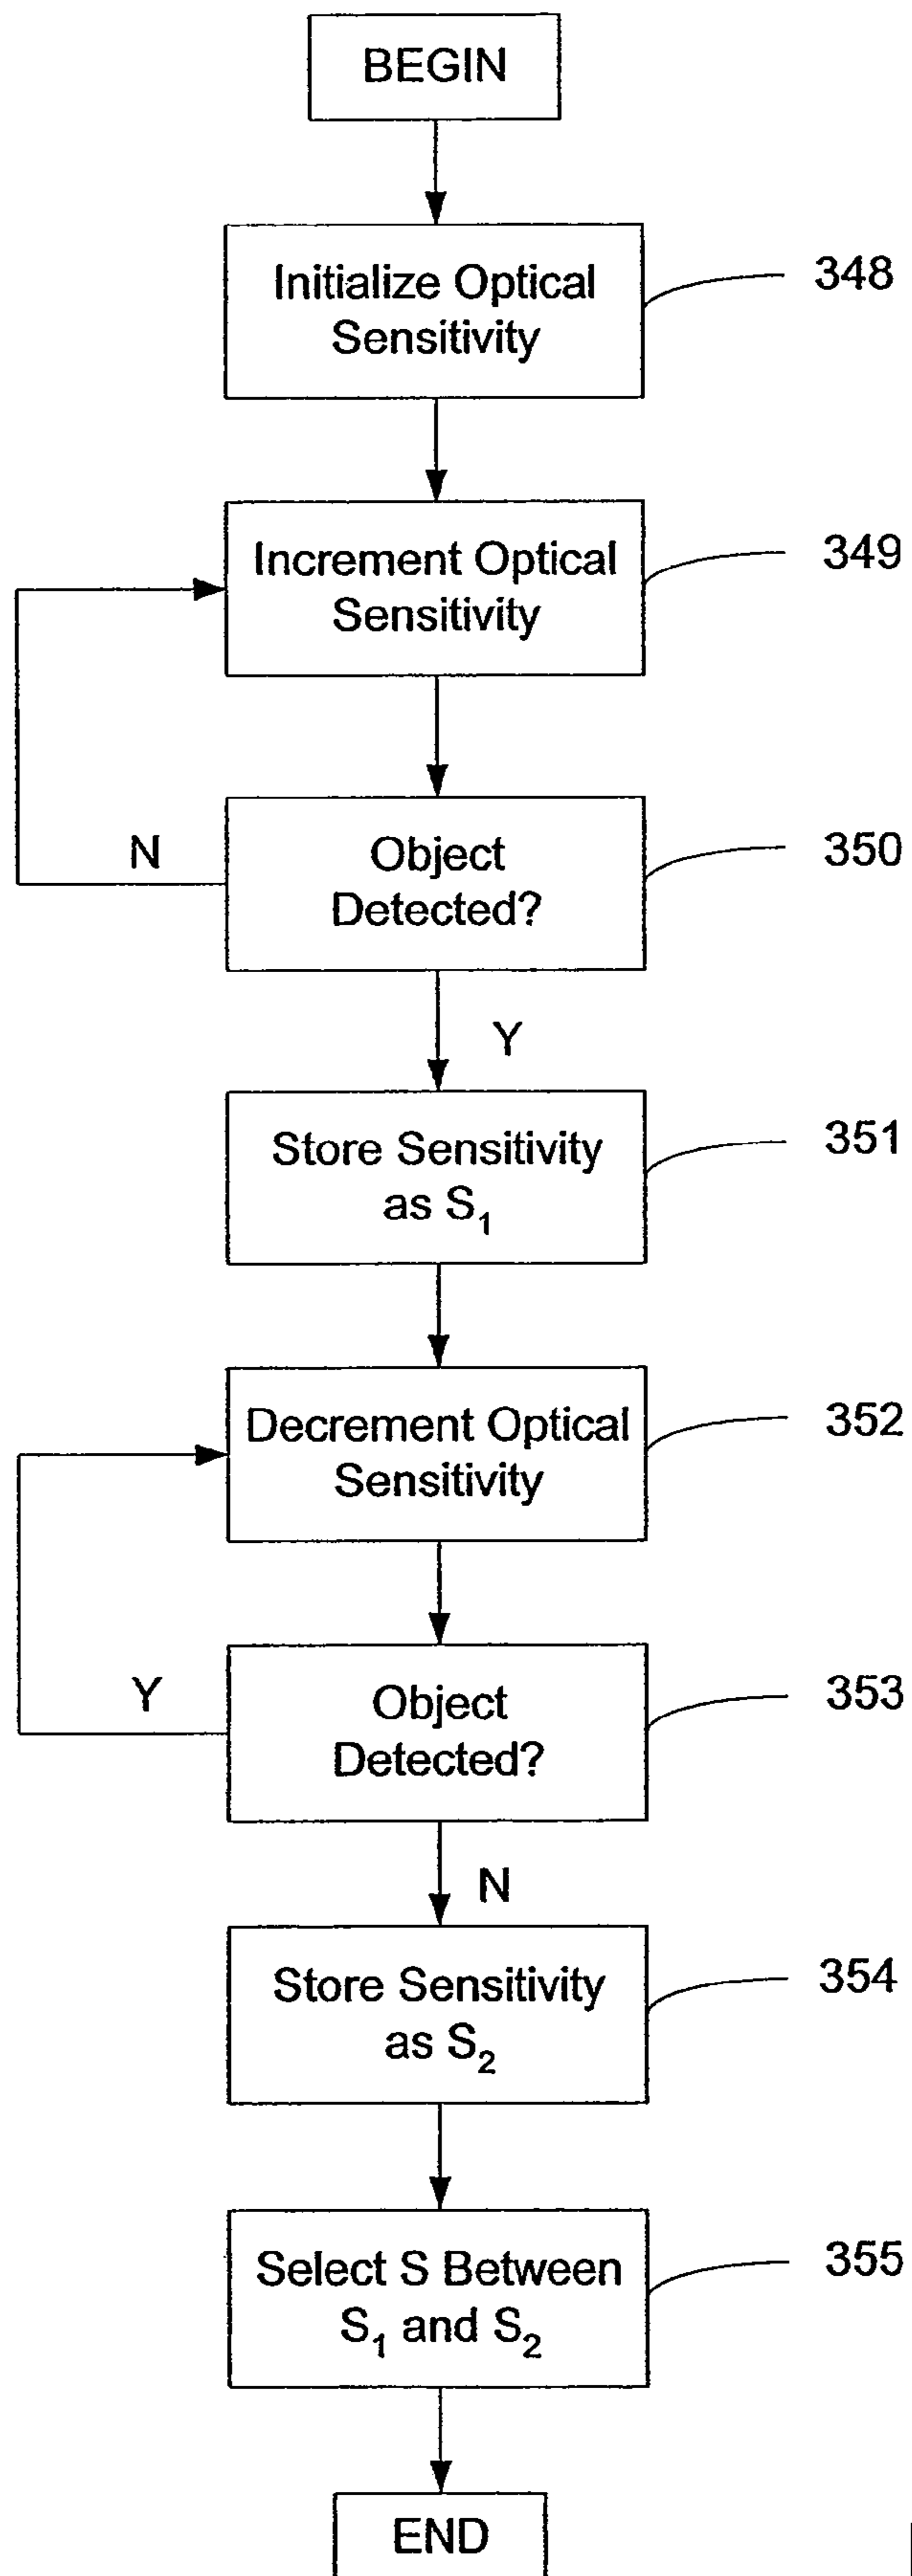 BEGIN
Initialize Optical
Sensitivity
348
Increment Optical
Sensitivity
349
Object
Detected?
350
N
Y
Store Sensitivity
as S₁
351
Decrement Optical
Sensitivity
352
Object
Detected?
353
Y
N
Store Sensitivity
as S₂
354
Select S Between
S₁ and S₂
355
END